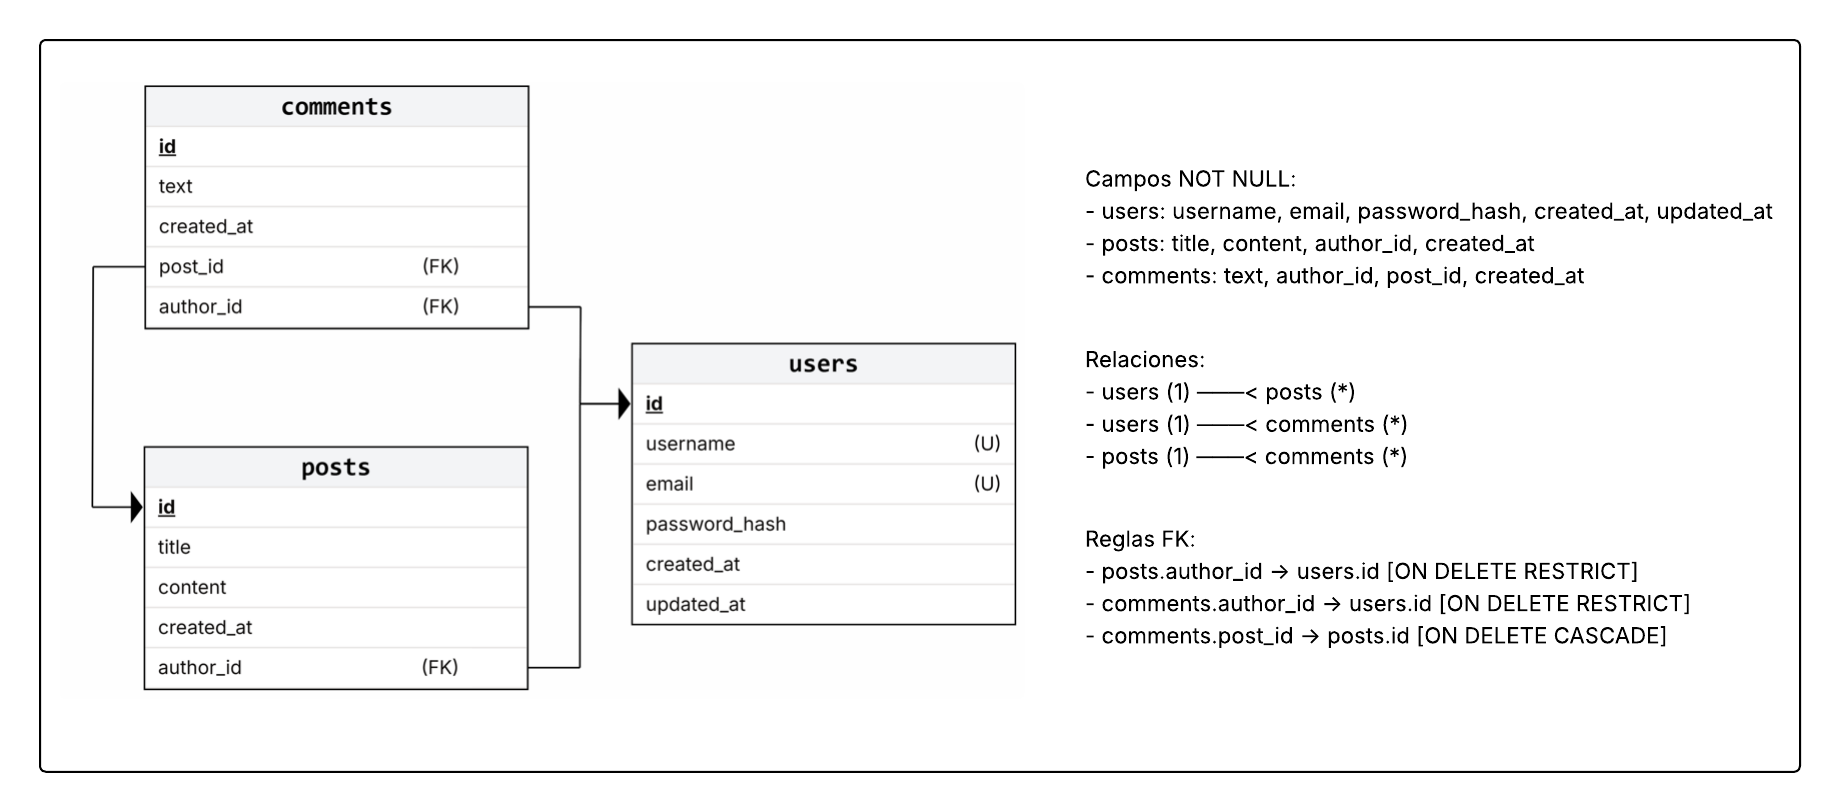 comments
id
text
created_at
post_id (FK)
author_id (FK)
posts
id
title
content
created_at
author_id (FK)
users
id
username (U)
email (U)
password_hash
created_at
updated_at
Campos NOT NULL:
- users: username, email, password_hash, created_at, updated_at
- posts: title, content, author_id, created_at
- comments: text, author_id, post_id, created_at
Relaciones:
- users (1) ───< posts (*)
- users (1) ───< comments (*)
- posts (1) ───< comments (*)
Reglas FK:
- posts.author_id → users.id [ON DELETE RESTRICT]
- comments.author_id → users.id [ON DELETE RESTRICT]
- comments.post_id → posts.id [ON DELETE CASCADE]